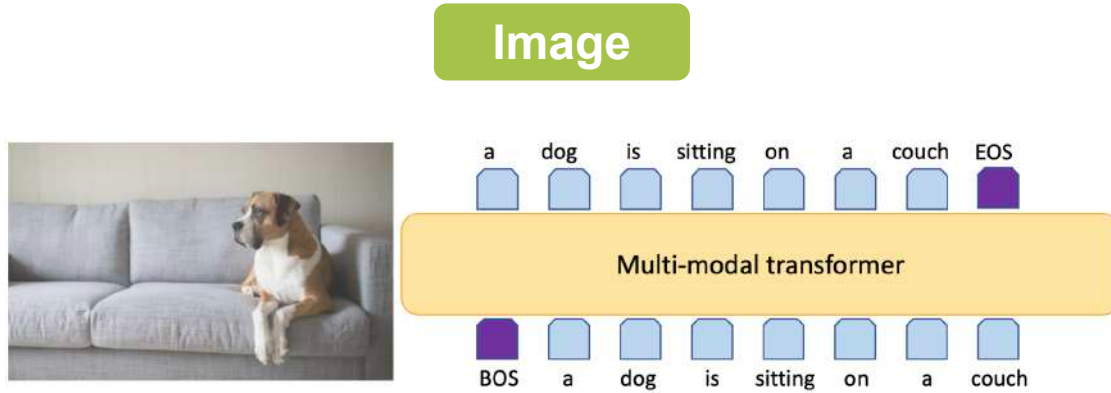 Image
a dog is sitting on a couch EOS
Multi-modal transformer
BOS a dog is sitting on a couch